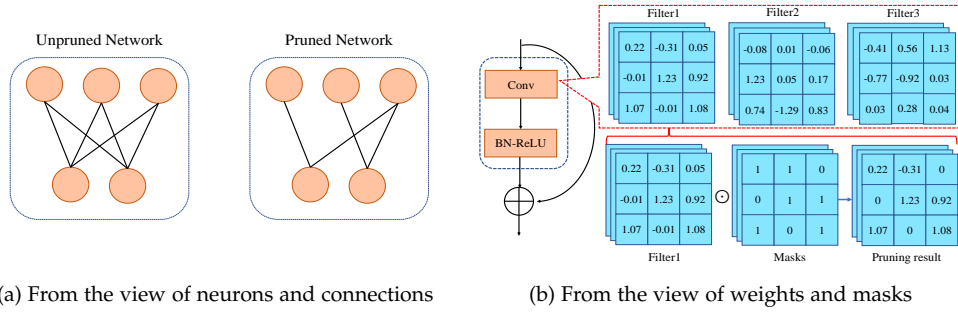 Unpruned Network
Pruned Network
(a) From the view of neurons and connections
Conv
BN-ReLU
Filter1
Filter2
Filter3
0.22 -0.31 0.05
-0.01 1.23 0.92
1.07 -0.01 1.08
-0.08 0.01 -0.06
1.23 0.05 0.17
0.74 -1.29 0.83
-0.41 0.56 1.13
-0.77 -0.92 0.03
0.03 0.28 0.04
0.22 -0.31 0.05
-0.01 1.23 0.92
1.07 -0.01 1.08
Filter1
1 1 0
0 1 1
1 0 1
Masks
0.22 -0.31 0
0 1.23 0.92
1.07 0 1.08
Pruning result
(b) From the view of weights and masks